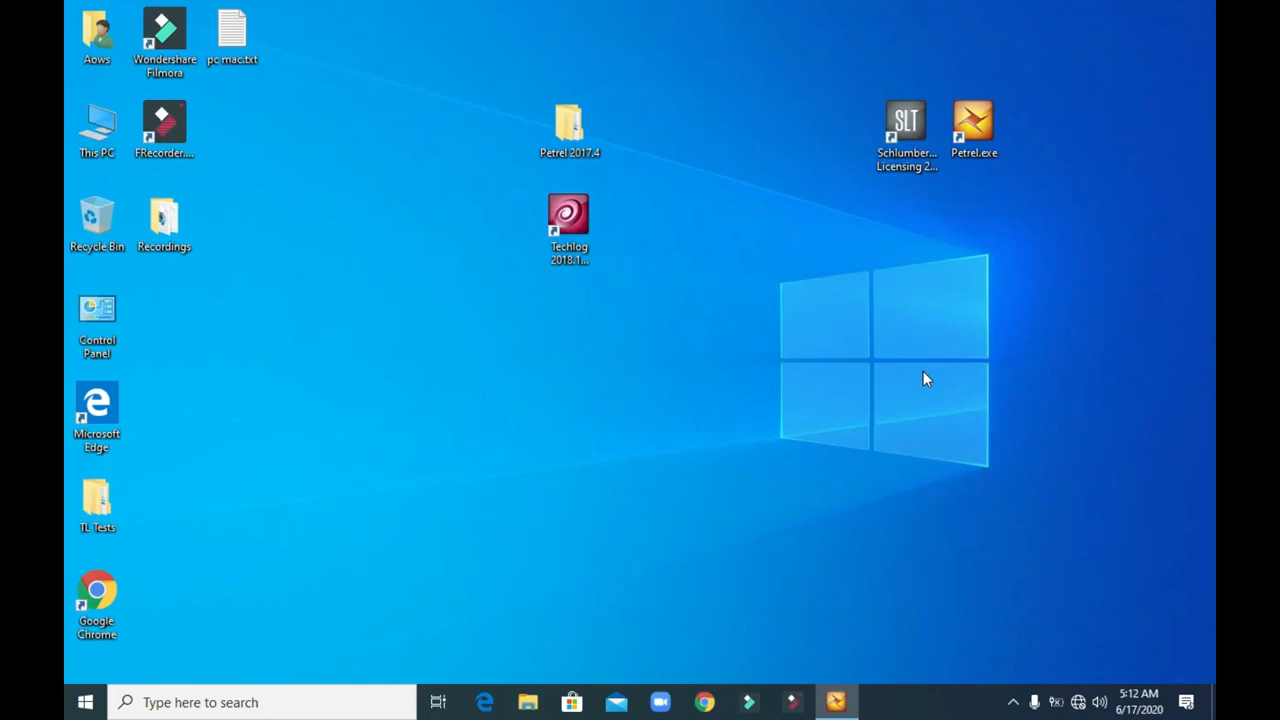 Aows
Wondershare
Filmora
pc mac.txt
This PC
FRecorder....
Petrel 2017.4
SLT
Schlumber...
Licensing 2...
Petrel.exe
Recycle Bin
Recordings
Techlog
2018.1...
Control
Panel
Microsoft
Edge
TL Tests
Google
Chrome
Type here to search
5:12 AM
6/17/2020